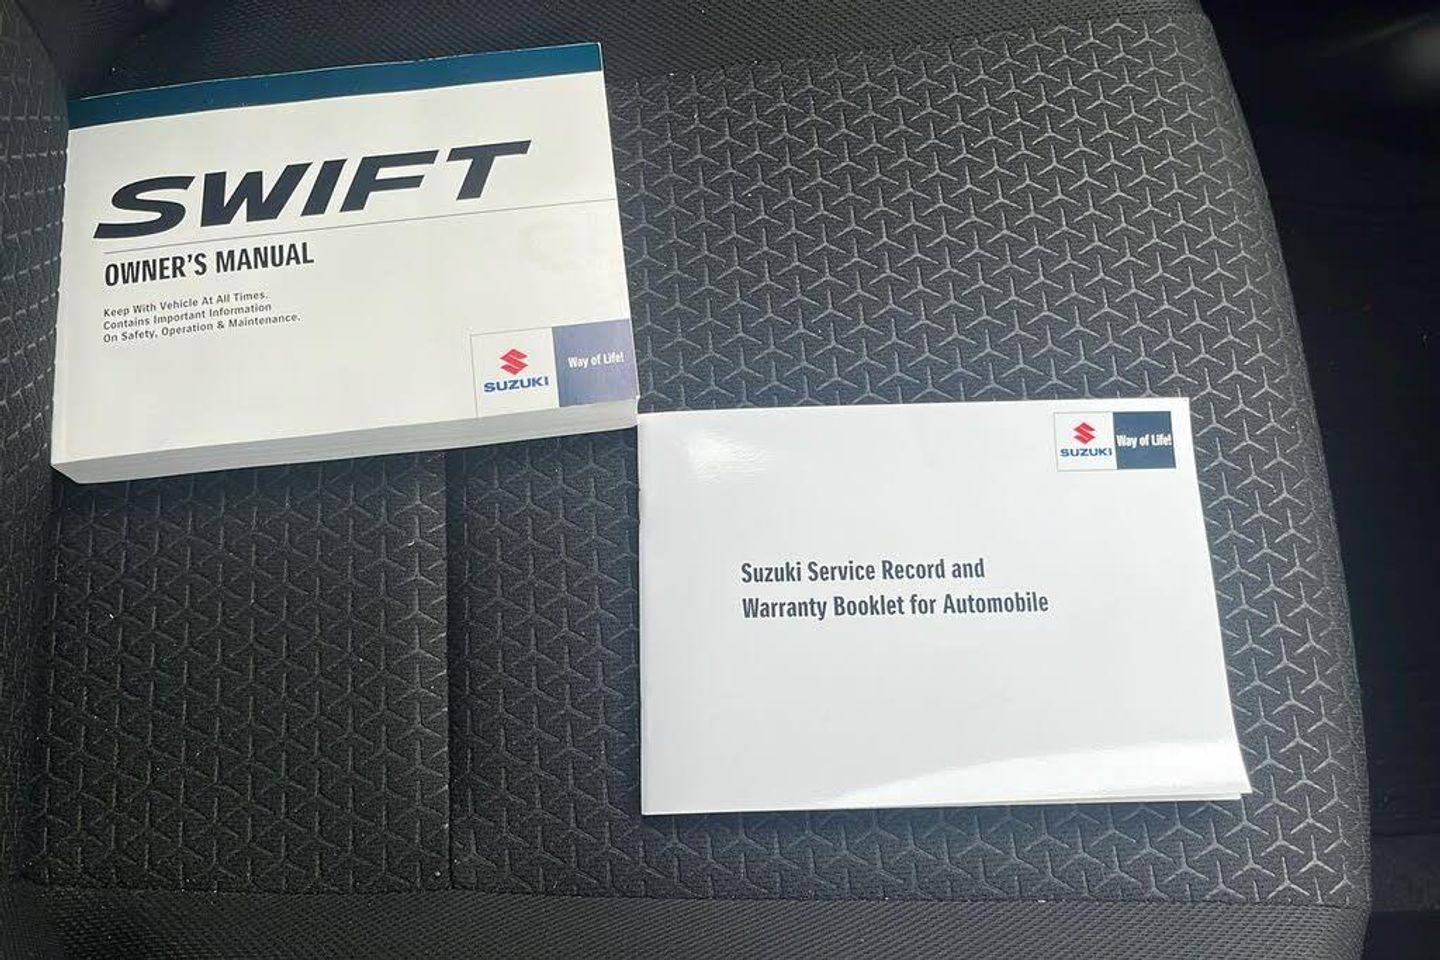 SWIFT
OWNER'S MANUAL
Keep With Vehicle At All Times.
Contains Important Information
On Safety, Operation & Maintenance.
SUZUKI
Way of Life!
SUZUKI
Way of Life!
Suzuki Service Record and
Warranty Booklet for Automobile